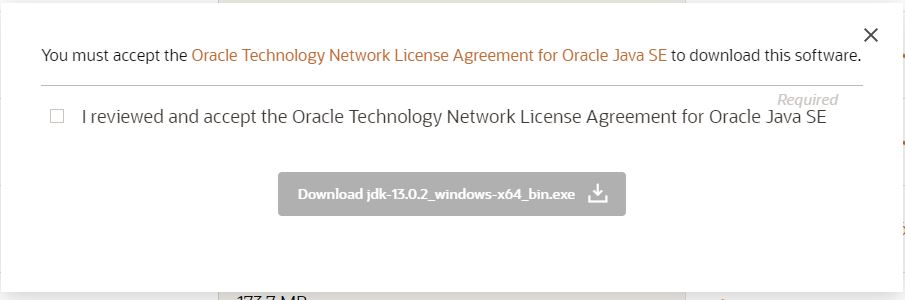 You must accept the Oracle Technology Network License Agreement for Oracle Java SE to download this software.
Required
I reviewed and accept the Oracle Technology Network License Agreement for Oracle Java SE
Download jdk-13.0.2_windows-x64_bin.exe
173.7 MB